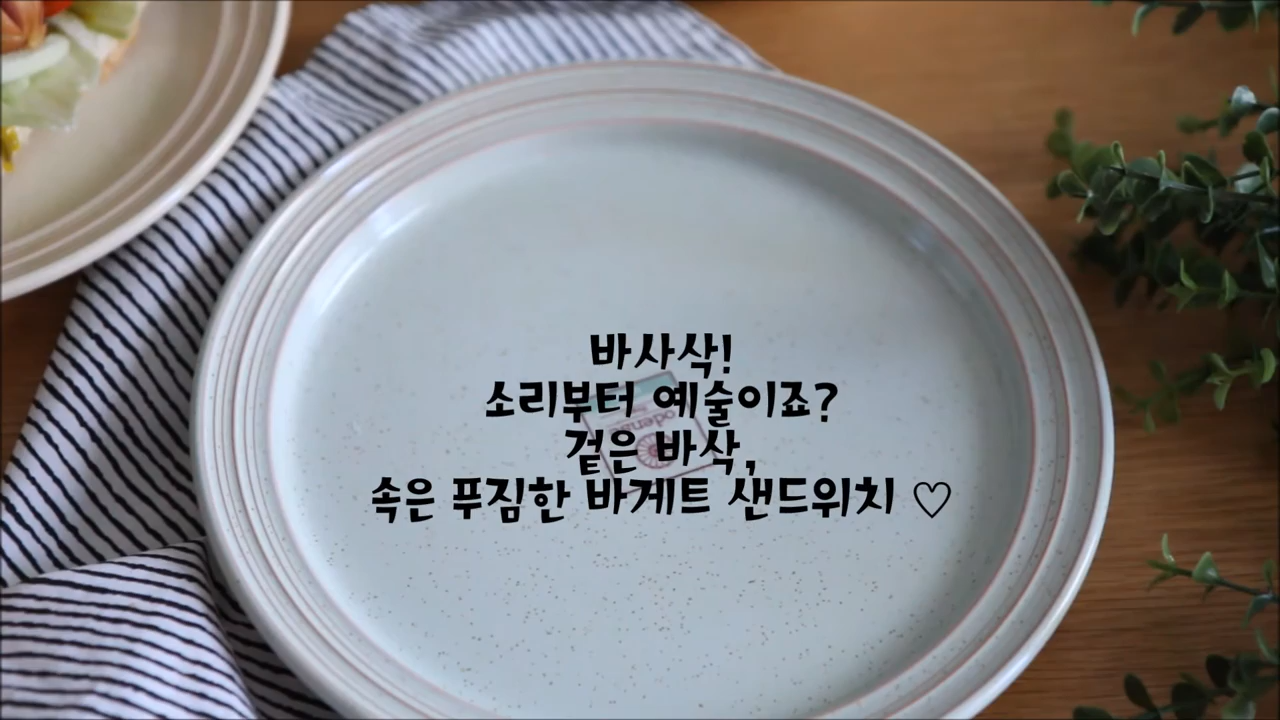 바사삭!
소리부터 예술이죠?
겉은 바삭,
속은 푸짐한 바게트 샌드위치 ♡